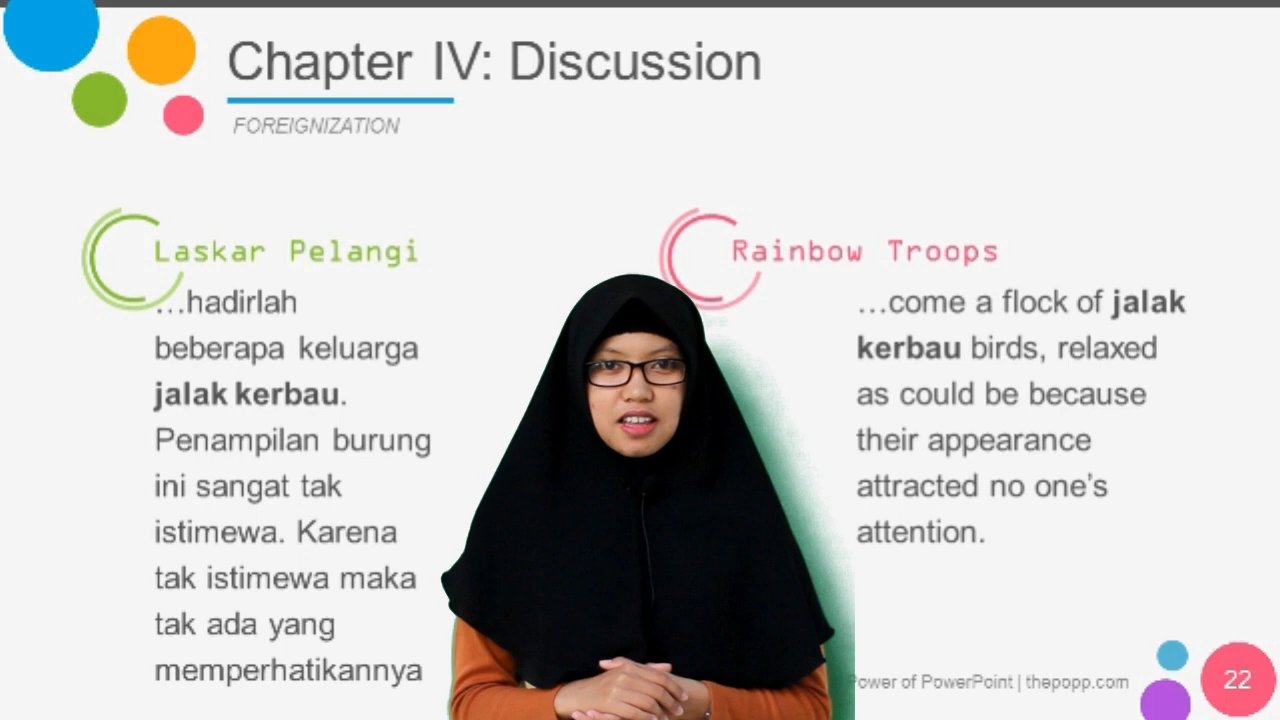 Chapter IV: Discussion
FOREIGNIZATION
Laskar Pelangi
…hadirlah
beberapa keluarga
jalak kerbau.
Penampilan burung
ini sangat tak
istimewa. Karena
tak istimewa maka
tak ada yang
memperhatikannya
Rainbow Troops
…come a flock of jalak
kerbau birds, relaxed
as could be because
their appearance
attracted no one's
attention.
Power of PowerPoint | thepopp.com
22